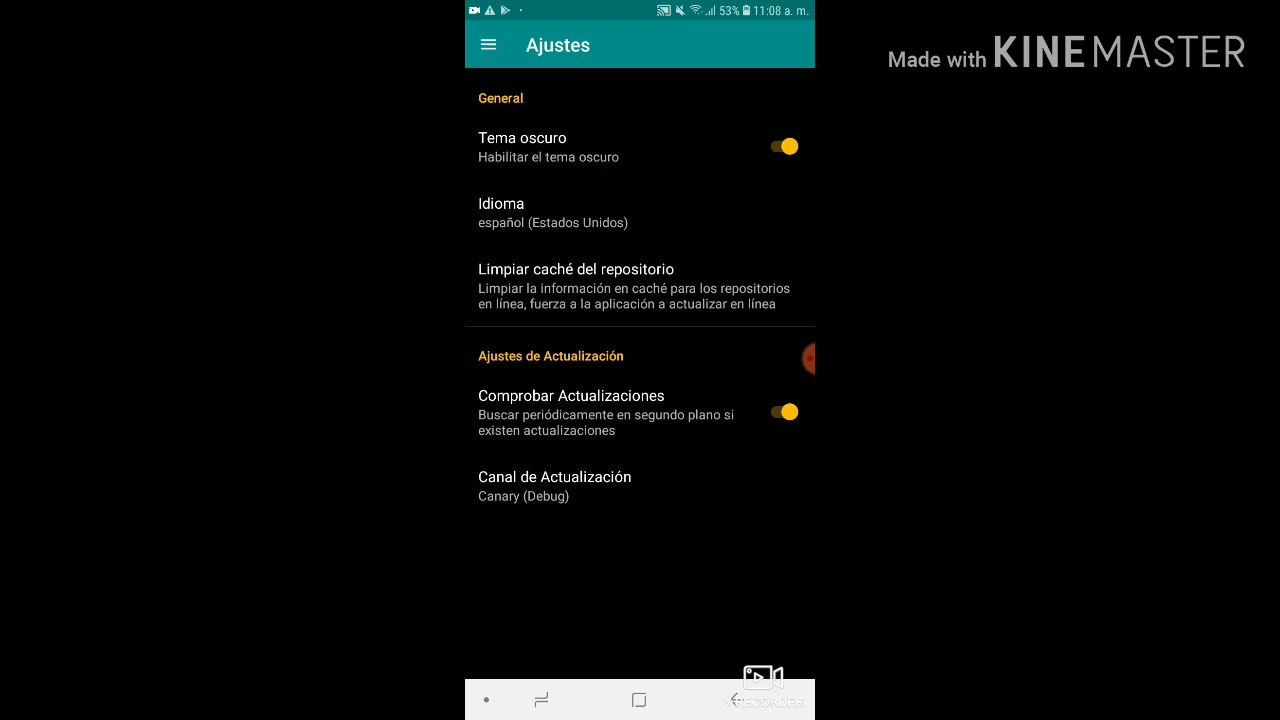 53% 11:08 a. m.
Made with KINEMASTER
Ajustes
General
Tema oscuro
Habilitar el tema oscuro
Idioma
español (Estados Unidos)
Limpiar caché del repositorio
Limpiar la información en caché para los repositorios
en línea, fuerza a la aplicación a actualizar en línea
Ajustes de Actualización
Comprobar Actualizaciones
Buscar periódicamente en segundo plano si
existen actualizaciones
Canal de Actualización
Canary (Debug)
V RECORDER